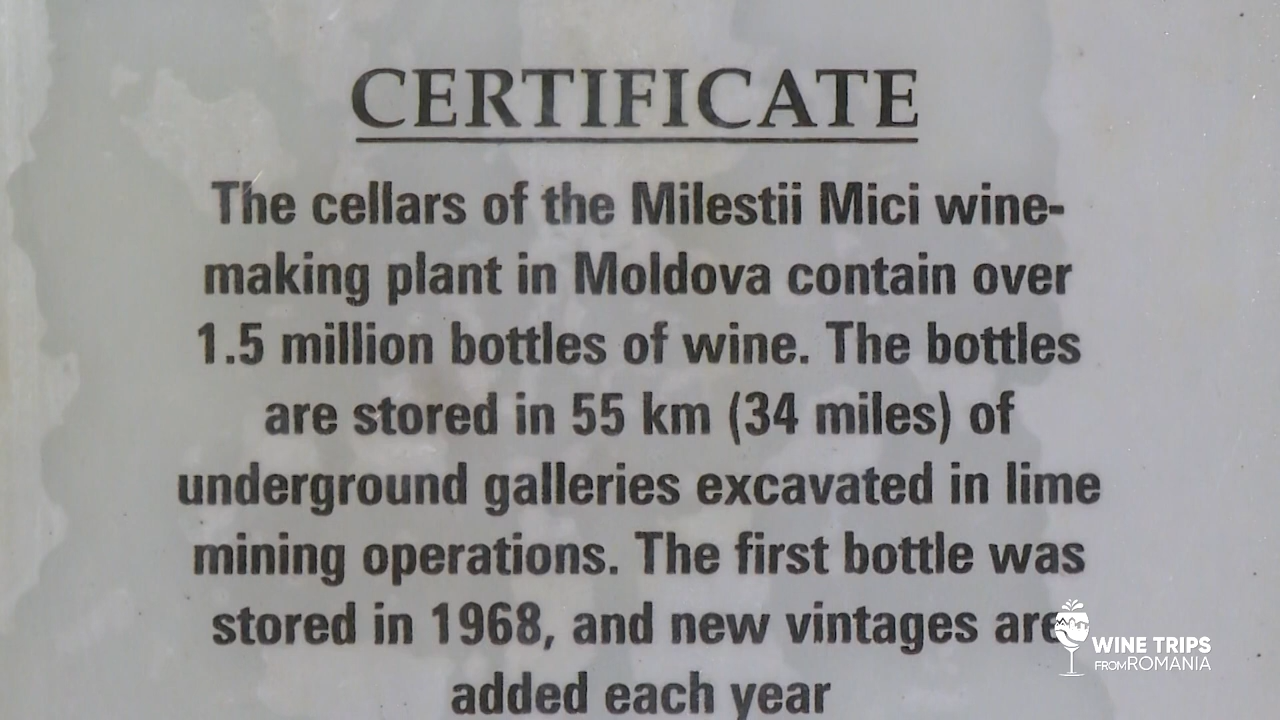 CERTIFICATE
The cellars of the Milestii Mici wine-
making plant in Moldova contain over
1.5 million bottles of wine. The bottles
are stored in 55 km (34 miles) of
underground galleries excavated in lime
mining operations. The first bottle was
stored in 1968, and new vintages are
added each year
WINE TRIPS
FROM ROMANIA